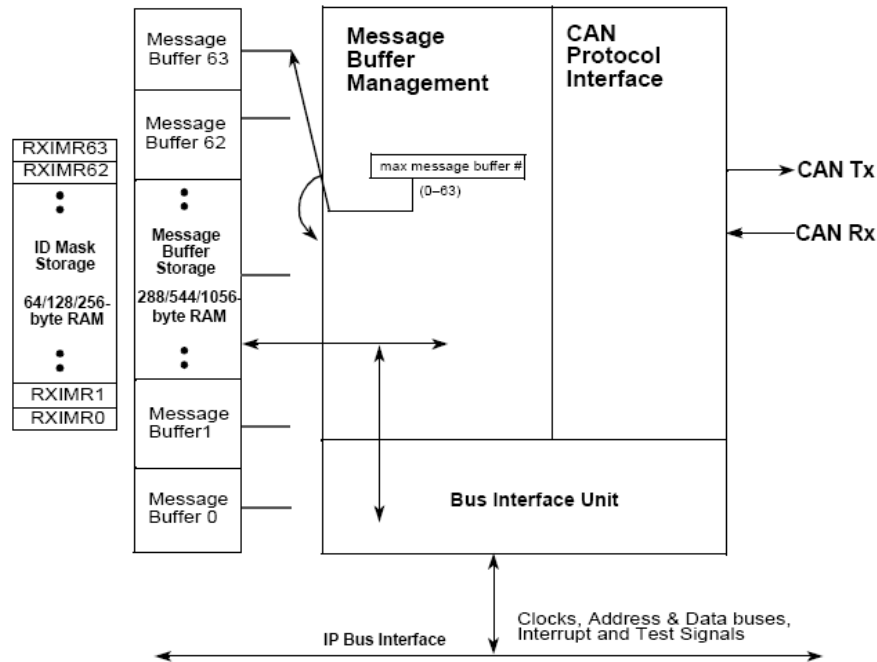 Message
Buffer 63
Message
Buffer 62
Message
Buffer
Storage
288/544/1056-
byte RAM
Message
Buffer1
Message
Buffer 0
RXIMR63
RXIMR62
ID Mask
Storage
64/128/256-
byte RAM
RXIMR1
RXIMR0
Message
Buffer
Management
max message buffer #
(0–63)
CAN
Protocol
Interface
CAN Tx
CAN Rx
Bus Interface Unit
Clocks, Address & Data buses,
Interrupt and Test Signals
IP Bus Interface